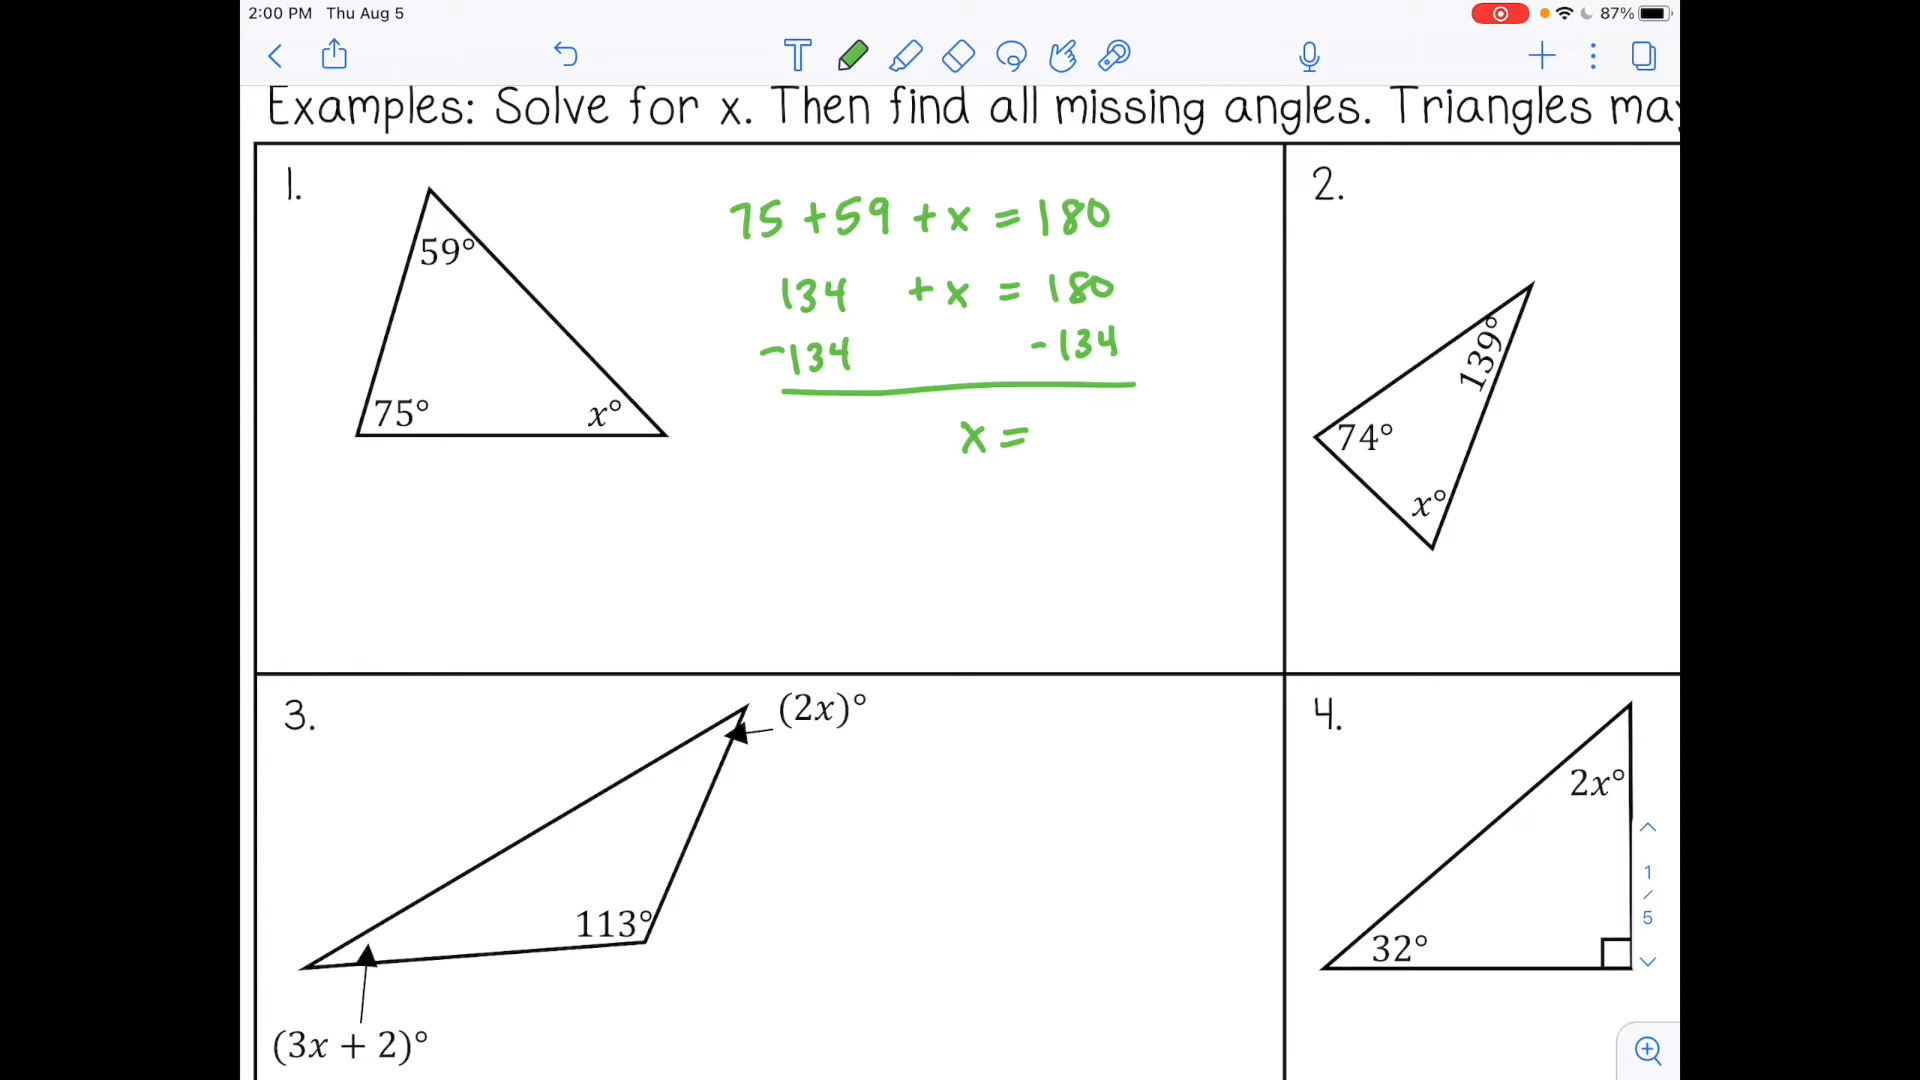 2:00 PM Thu Aug 5
87%
Examples: Solve for x. Then find all missing angles. Triangles may
1.
59°
75°
x°
75 + 59 + x = 180
134 + x = 180
-134 -134
x =
2.
139°
74°
x°
3.
(2x)°
113°
(3x + 2)°
4.
2x°
32°
1
/
5